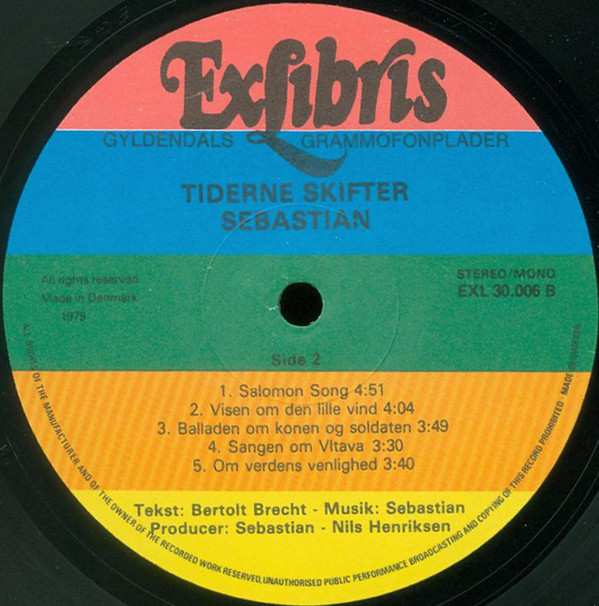 Exlibris
GYLDENDALS GRAMMOFONPLADER
TIDERNE SKIFTER
SEBASTIAN
All rights reserved
Made in Denmark
1979
STEREO/MONO
EXL 30.006 B
Side 2
1. Salomon Song 4:51
2. Visen om den lille vind 4:04
3. Balladen om konen og soldaten 3:49
4. Sangen om Vltava 3:30
5. Om verdens venlighed 3:40
Tekst: Bertolt Brecht - Musik: Sebastian
Producer: Sebastian - Nils Henriksen
ALL RIGHTS OF THE MANUFACTURER AND OF THE OWNER OF THE RECORDED WORK RESERVED, UNAUTHORISED PUBLIC PERFORMANCE BROADCASTING AND COPYING OF THIS RECORD PROHIBITED · MADE IN SWEDEN